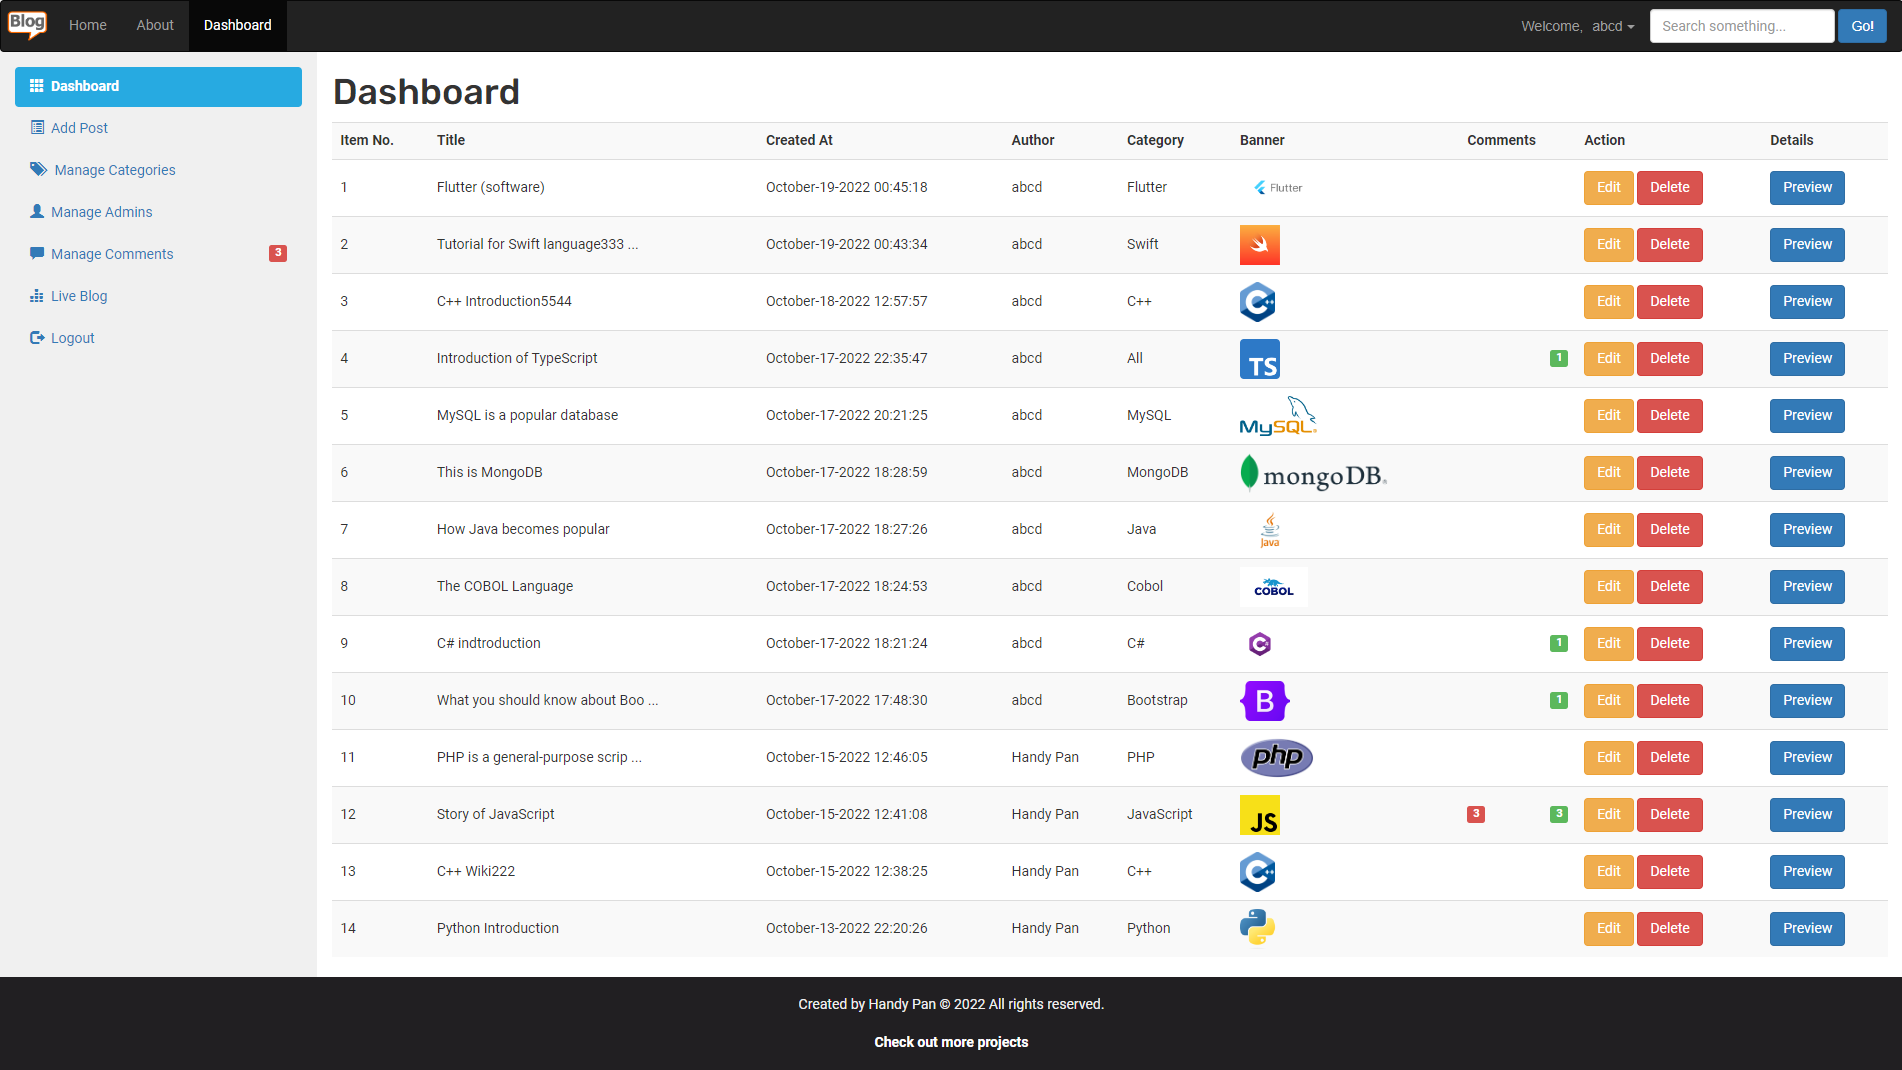 Blog Home About Dashboard Welcome, abcd Search something... Go!
Dashboard
Add Post
Manage Categories
Manage Admins
Manage Comments 3
Live Blog
Logout
Dashboard
Item No. Title Created At Author Category Banner Comments Action Details
1 Flutter (software) October-19-2022 00:45:18 abcd Flutter Flutter Edit Delete Preview
2 Tutorial for Swift language333 ... October-19-2022 00:43:34 abcd Swift Edit Delete Preview
3 C++ Introduction5544 October-18-2022 12:57:57 abcd C++ C++ Edit Delete Preview
4 Introduction of TypeScript October-17-2022 22:35:47 abcd All TS 1 Edit Delete Preview
5 MySQL is a popular database October-17-2022 20:21:25 abcd MySQL MySQL® Edit Delete Preview
6 This is MongoDB October-17-2022 18:28:59 abcd MongoDB mongoDB® Edit Delete Preview
7 How Java becomes popular October-17-2022 18:27:26 abcd Java Java Edit Delete Preview
8 The COBOL Language October-17-2022 18:24:53 abcd Cobol COBOL Edit Delete Preview
9 C# indtroduction October-17-2022 18:21:24 abcd C# C 1 Edit Delete Preview
10 What you should know about Boo ... October-17-2022 17:48:30 abcd Bootstrap B 1 Edit Delete Preview
11 PHP is a general-purpose scrip ... October-15-2022 12:46:05 Handy Pan PHP php Edit Delete Preview
12 Story of JavaScript October-15-2022 12:41:08 Handy Pan JavaScript JS 3 3 Edit Delete Preview
13 C++ Wiki222 October-15-2022 12:38:25 Handy Pan C++ C++ Edit Delete Preview
14 Python Introduction October-13-2022 22:20:26 Handy Pan Python Edit Delete Preview
Created by Handy Pan © 2022 All rights reserved.
Check out more projects